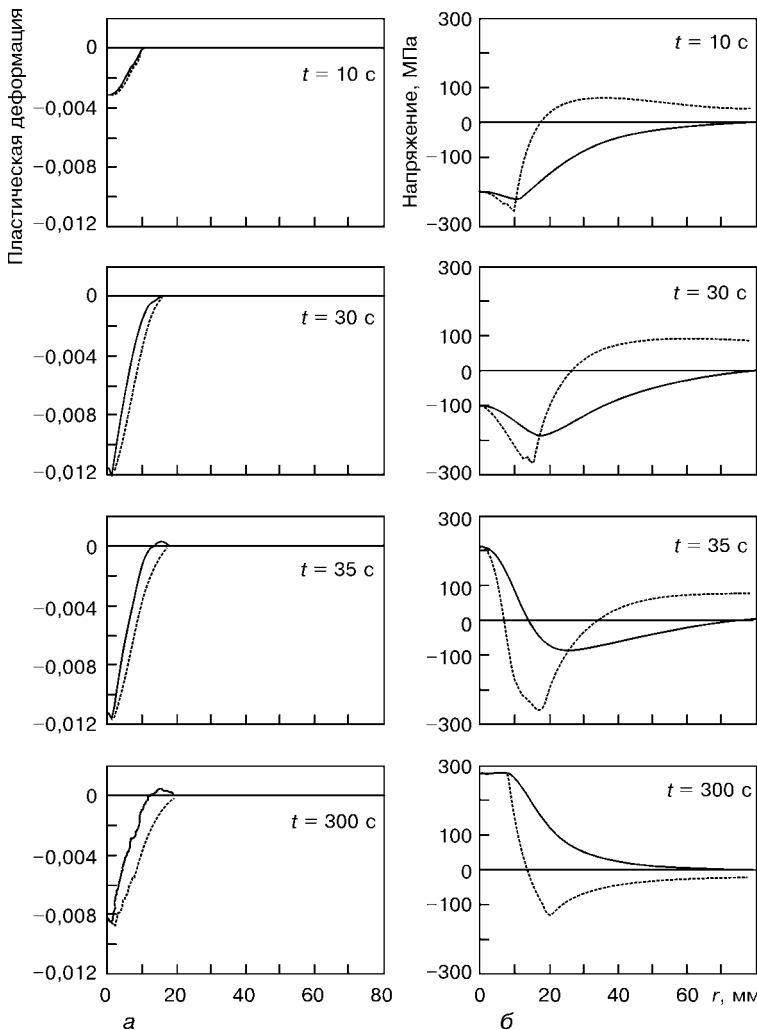 Пластическая деформация
0
−0,004
−0,008
−0,012
t = 10 с
Напряжение, МПа
300
100
0
−100
−300
t = 10 с
0
−0,004
−0,008
−0,012
t = 30 с
300
100
0
−100
−300
t = 30 с
0
−0,004
−0,008
−0,012
t = 35 с
300
100
0
−100
−300
t = 35 с
0
−0,004
−0,008
−0,012
t = 300 с
300
100
0
−100
−300
t = 300 с
0 20 40 60 80
0 20 40 60 r, мм
а
б